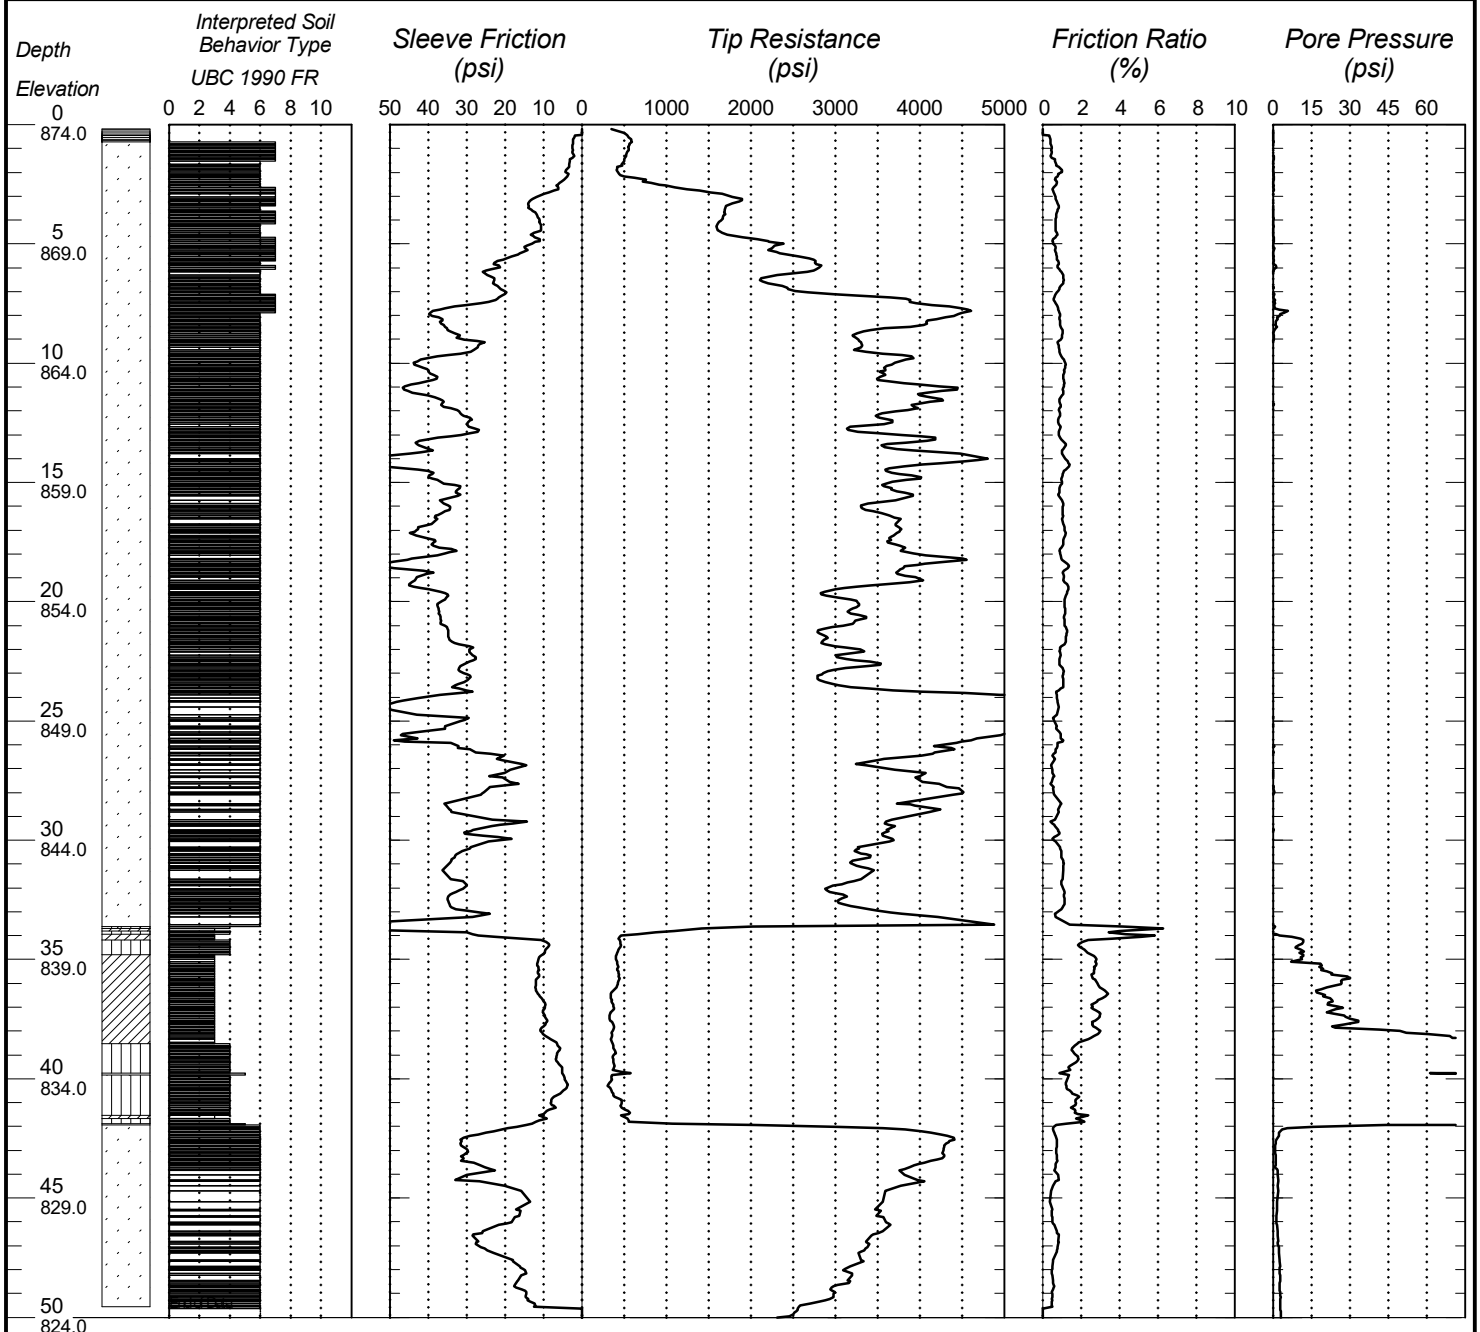 Interpreted Soil
Behavior Type
UBC 1990 FR
Depth
Elevation
Sleeve Friction
(psi)
Tip Resistance
(psi)
Friction Ratio
(%)
Pore Pressure
(psi)
0 2 4 6 8 10
50 40 30 20 10 0
1000 2000 3000 4000 5000
0 2 4 6 8 10
0 15 30 45 60
0
874.0
5
869.0
10
864.0
15
859.0
20
854.0
25
849.0
30
844.0
35
839.0
40
834.0
45
829.0
50
824.0